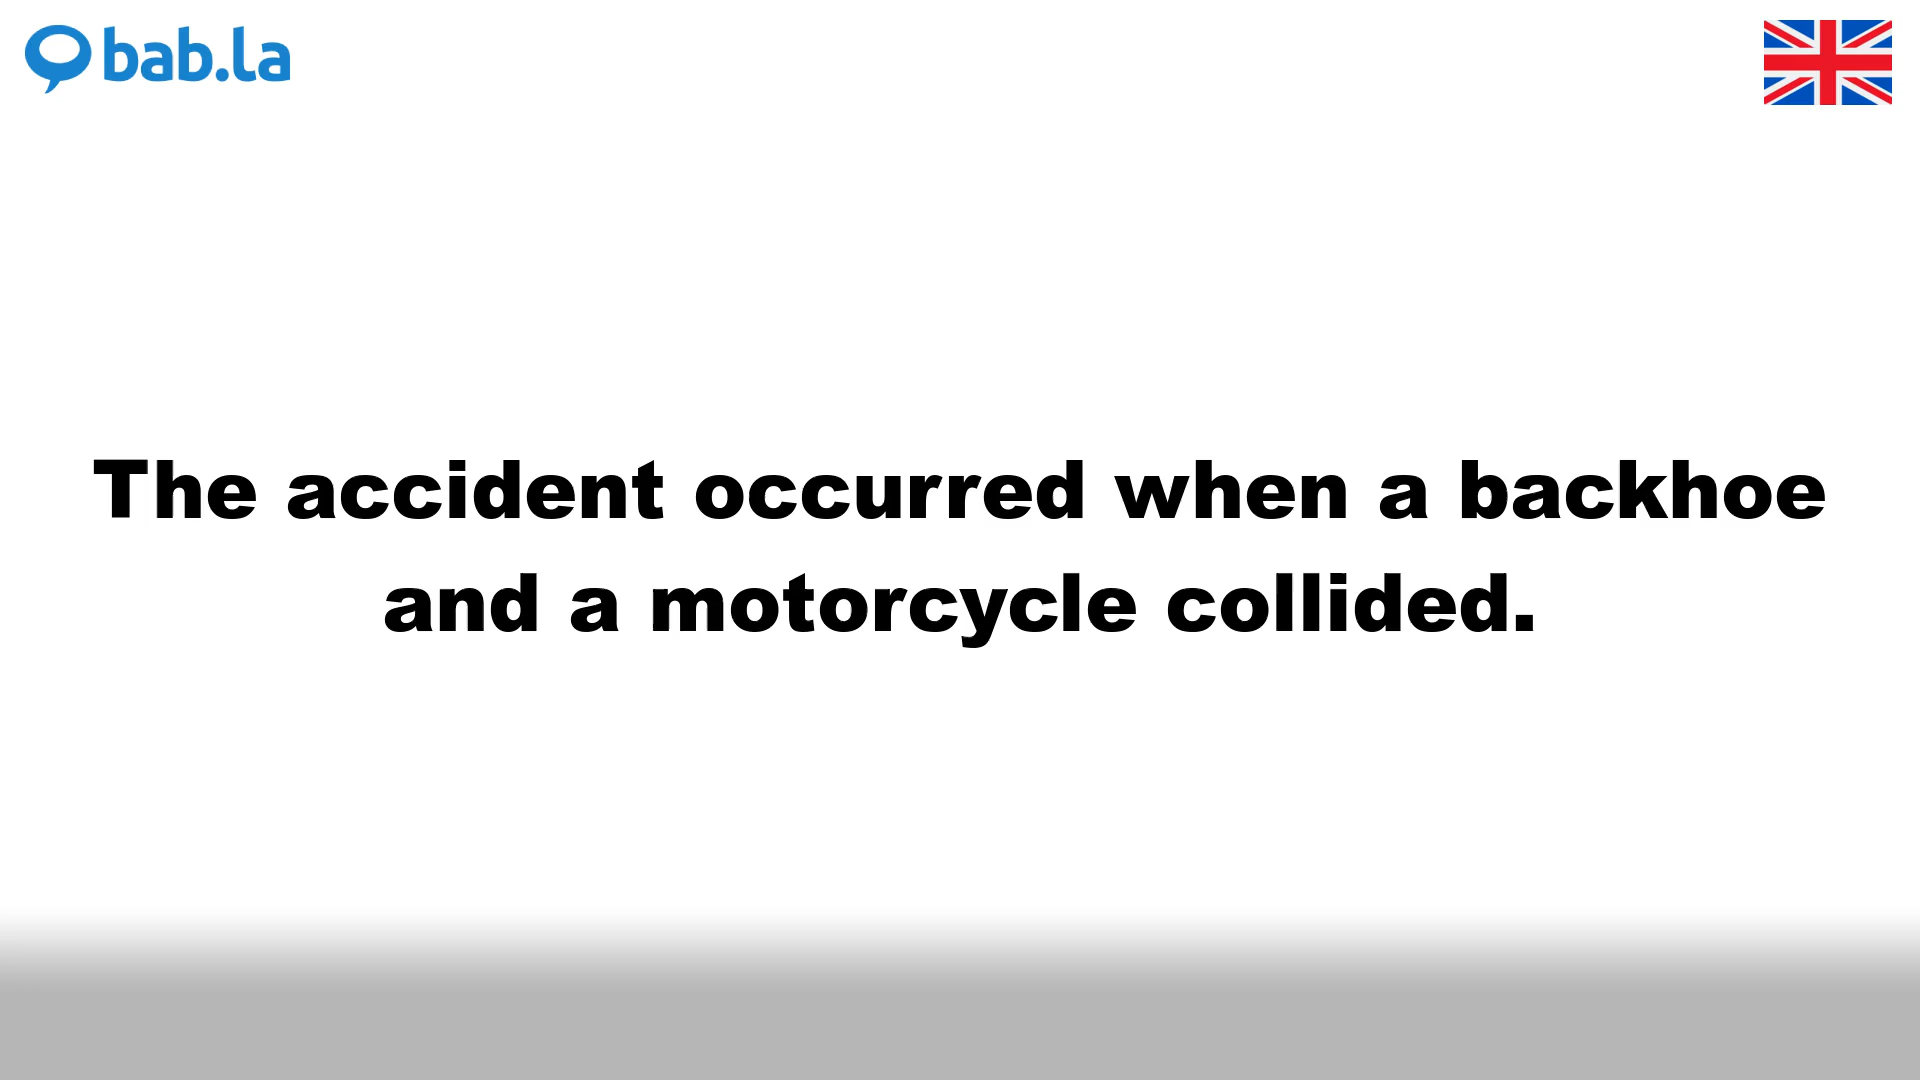 bab.la
The accident occurred when a backhoe
and a motorcycle collided.